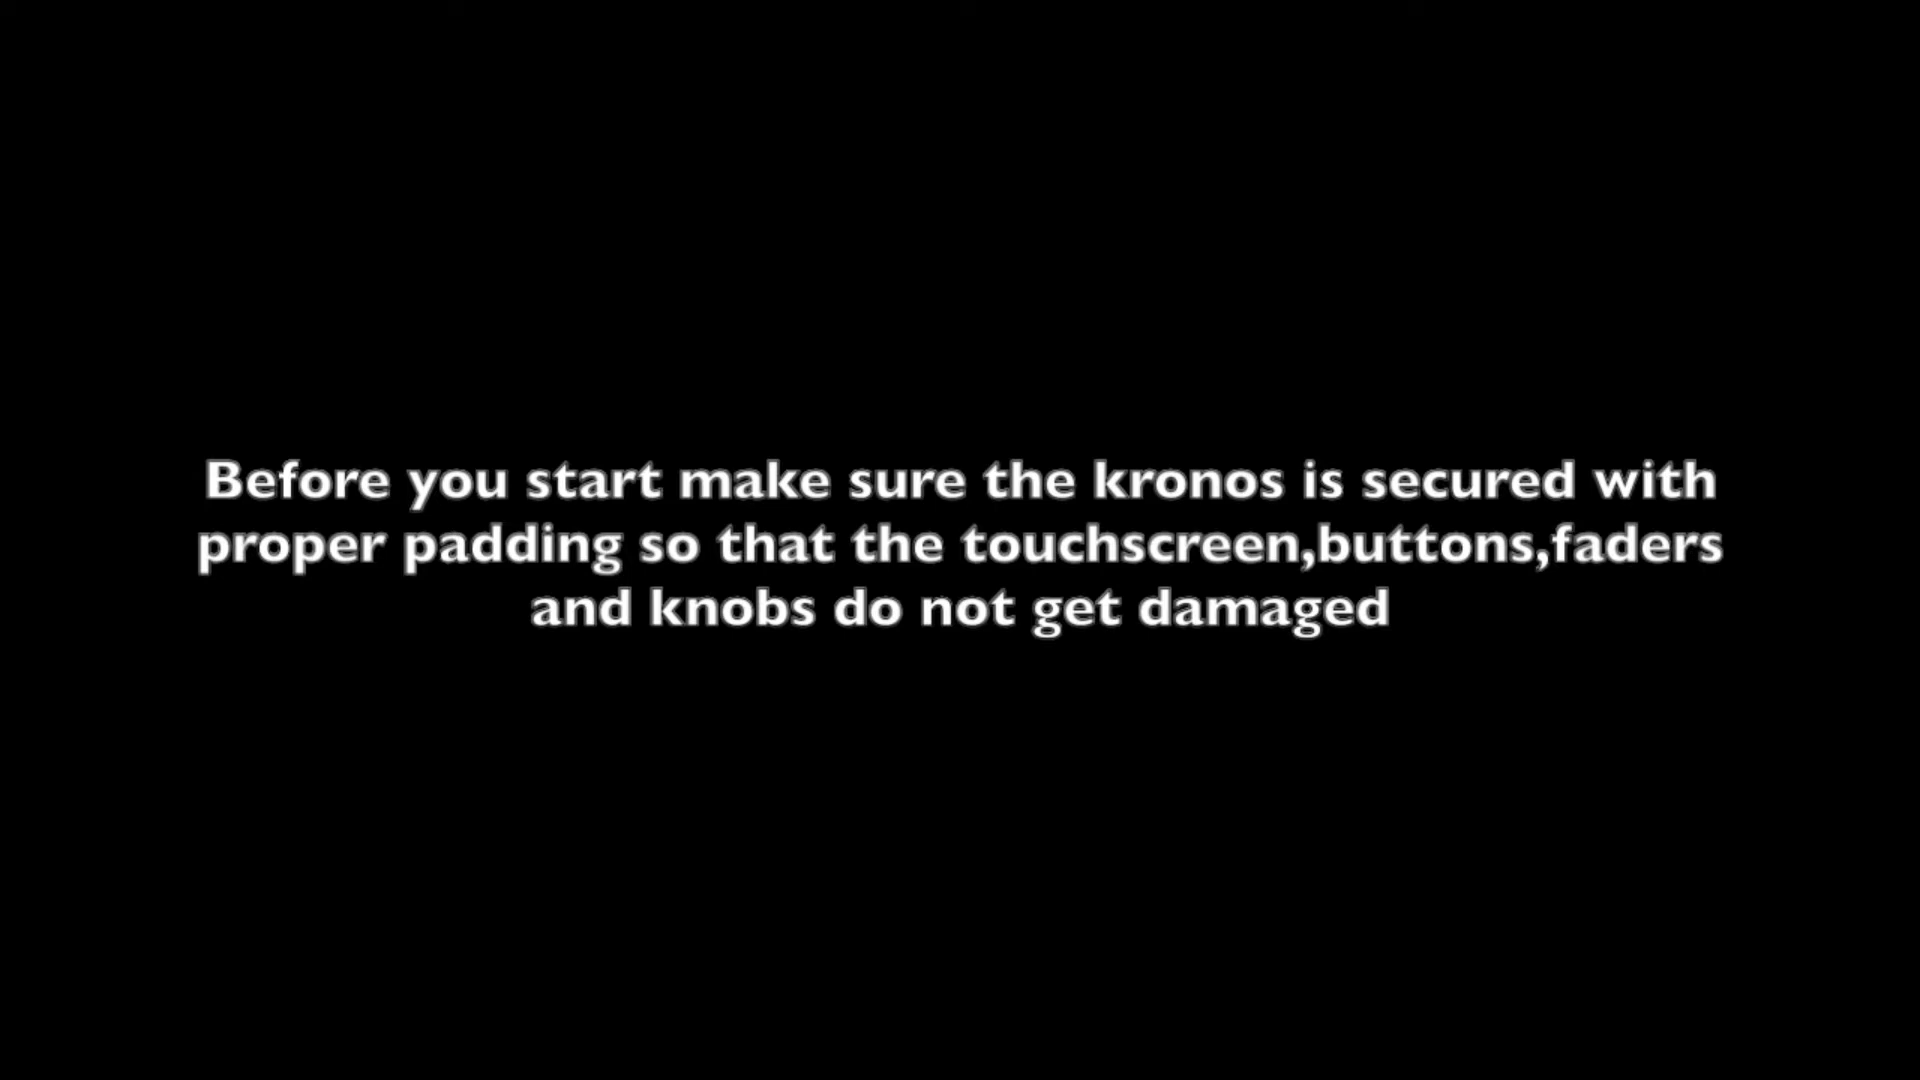 Before you start make sure the kronos is secured with
proper padding so that the touchscreen,buttons,faders
and knobs do not get damaged